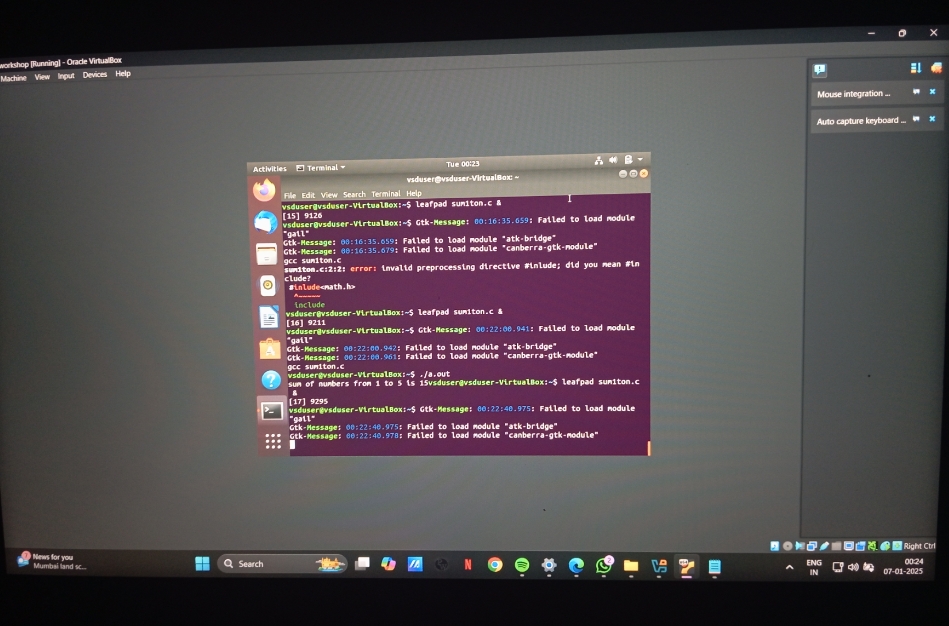 workshop [Running] - Oracle VirtualBox
Machine View Input Devices Help
Mouse integration ...
Auto capture keyboard ...
Activities Terminal Tue 00:23
vsduser@vsduser-VirtualBox: ~
File Edit View Search Terminal Help
vsduser@vsduser-VirtualBox:~$ leafpad sum1ton.c &
[15] 9126
vsduser@vsduser-VirtualBox:~$ Gtk-Message: 00:16:35.659: Failed to load module
"gail"
Gtk-Message: 00:16:35.659: Failed to load module "atk-bridge"
Gtk-Message: 00:16:35.679: Failed to load module "canberra-gtk-module"
gcc sum1ton.c
sum1ton.c:2:2: error: invalid preprocessing directive #inlude; did you mean #in
clude?
#inlude<math.h>
^~~~~~
include
vsduser@vsduser-VirtualBox:~$ leafpad sum1ton.c &
[16] 9211
vsduser@vsduser-VirtualBox:~$ Gtk-Message: 00:22:00.941: Failed to load module
"gail"
Gtk-Message: 00:22:00.942: Failed to load module "atk-bridge"
Gtk-Message: 00:22:00.961: Failed to load module "canberra-gtk-module"
gcc sum1ton.c
vsduser@vsduser-VirtualBox:~$ ./a.out
sum of numbers from 1 to 5 is 15vsduser@vsduser-VirtualBox:~$ leafpad sum1ton.c
&
[17] 9295
vsduser@vsduser-VirtualBox:~$ Gtk-Message: 00:22:40.975: Failed to load module
"gail"
Gtk-Message: 00:22:40.975: Failed to load module "atk-bridge"
Gtk-Message: 00:22:40.978: Failed to load module "canberra-gtk-module"
Right Ctrl
News for you
Mumbai land sc...
Search
ENG
IN
00:24
07-01-2025